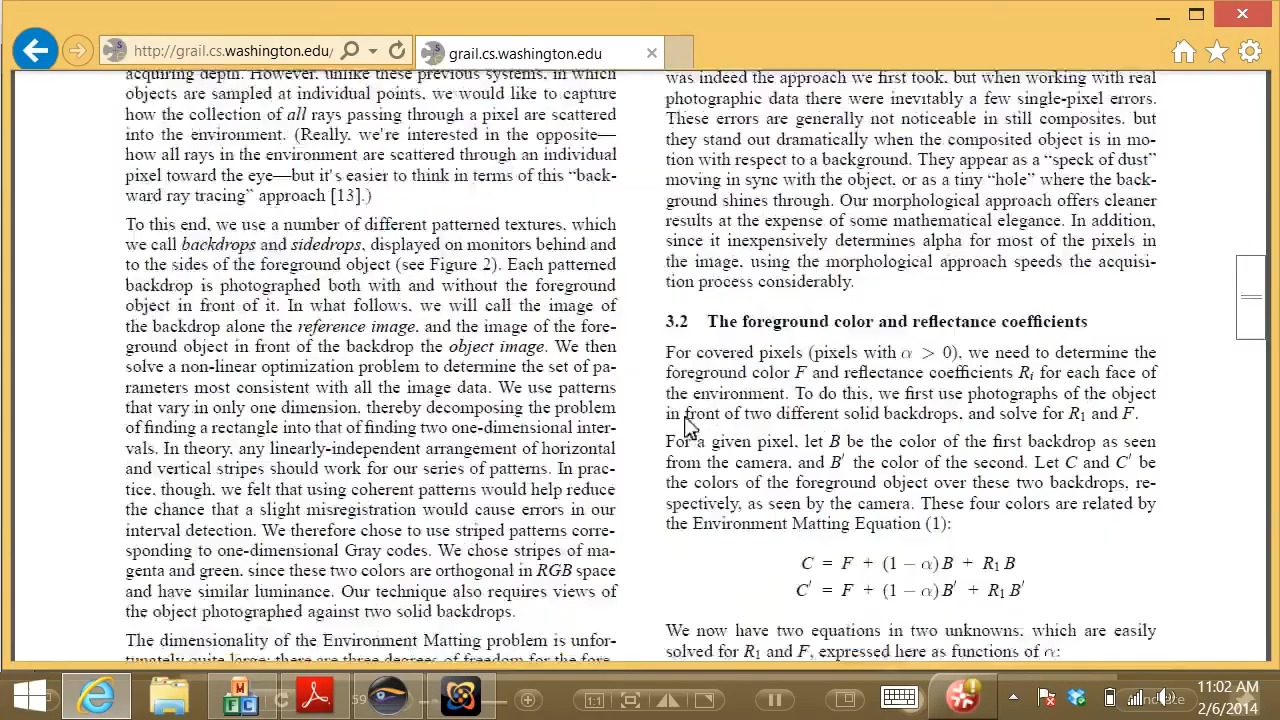 http://grail.cs.washington.edu/
grail.cs.washington.edu
acquiring depth. However, unlike these previous systems, in which
objects are sampled at individual points, we would like to capture
how the collection of all rays passing through a pixel are scattered
into the environment. (Really, we're interested in the opposite—
how all rays in the environment are scattered through an individual
pixel toward the eye—but it's easier to think in terms of this “back-
ward ray tracing” approach [13].)
To this end, we use a number of different patterned textures, which
we call backdrops and sidedrops, displayed on monitors behind and
to the sides of the foreground object (see Figure 2). Each patterned
backdrop is photographed both with and without the foreground
object in front of it. In what follows, we will call the image of
the backdrop alone the reference image, and the image of the fore-
ground object in front of the backdrop the object image. We then
solve a non-linear optimization problem to determine the set of pa-
rameters most consistent with all the image data. We use patterns
that vary in only one dimension, thereby decomposing the problem
of finding a rectangle into that of finding two one-dimensional inter-
vals. In theory, any linearly-independent arrangement of horizontal
and vertical stripes should work for our series of patterns. In prac-
tice, though, we felt that using coherent patterns would help reduce
the chance that a slight misregistration would cause errors in our
interval detection. We therefore chose to use striped patterns corre-
sponding to one-dimensional Gray codes. We chose stripes of ma-
genta and green, since these two colors are orthogonal in RGB space
and have similar luminance. Our technique also requires views of
the object photographed against two solid backdrops.
The dimensionality of the Environment Matting problem is unfor-
tunately quite large: there are three degrees of freedom for the fore-
was indeed the approach we first took, but when working with real
photographic data there were inevitably a few single-pixel errors.
These errors are generally not noticeable in still composites, but
they stand out dramatically when the composited object is in mo-
tion with respect to a background. They appear as a “speck of dust”
moving in sync with the object, or as a tiny “hole” where the back-
ground shines through. Our morphological approach offers cleaner
results at the expense of some mathematical elegance. In addition,
since it inexpensively determines alpha for most of the pixels in
the image, using the morphological approach speeds the acquisi-
tion process considerably.
3.2 The foreground color and reflectance coefficients
For covered pixels (pixels with α > 0), we need to determine the
foreground color F and reflectance coefficients Ri for each face of
the environment. To do this, we first use photographs of the object
in front of two different solid backdrops, and solve for R1 and F.
For a given pixel, let B be the color of the first backdrop as seen
from the camera, and B′ the color of the second. Let C and C′ be
the colors of the foreground object over these two backdrops, re-
spectively, as seen by the camera. These four colors are related by
the Environment Matting Equation (1):
C = F + (1 − α) B + R1 B
C′ = F + (1 − α) B′ + R1 B′
We now have two equations in two unknowns, which are easily
solved for R1 and F, expressed here as functions of α:
59
1:1
11:02 AM
2/6/2014